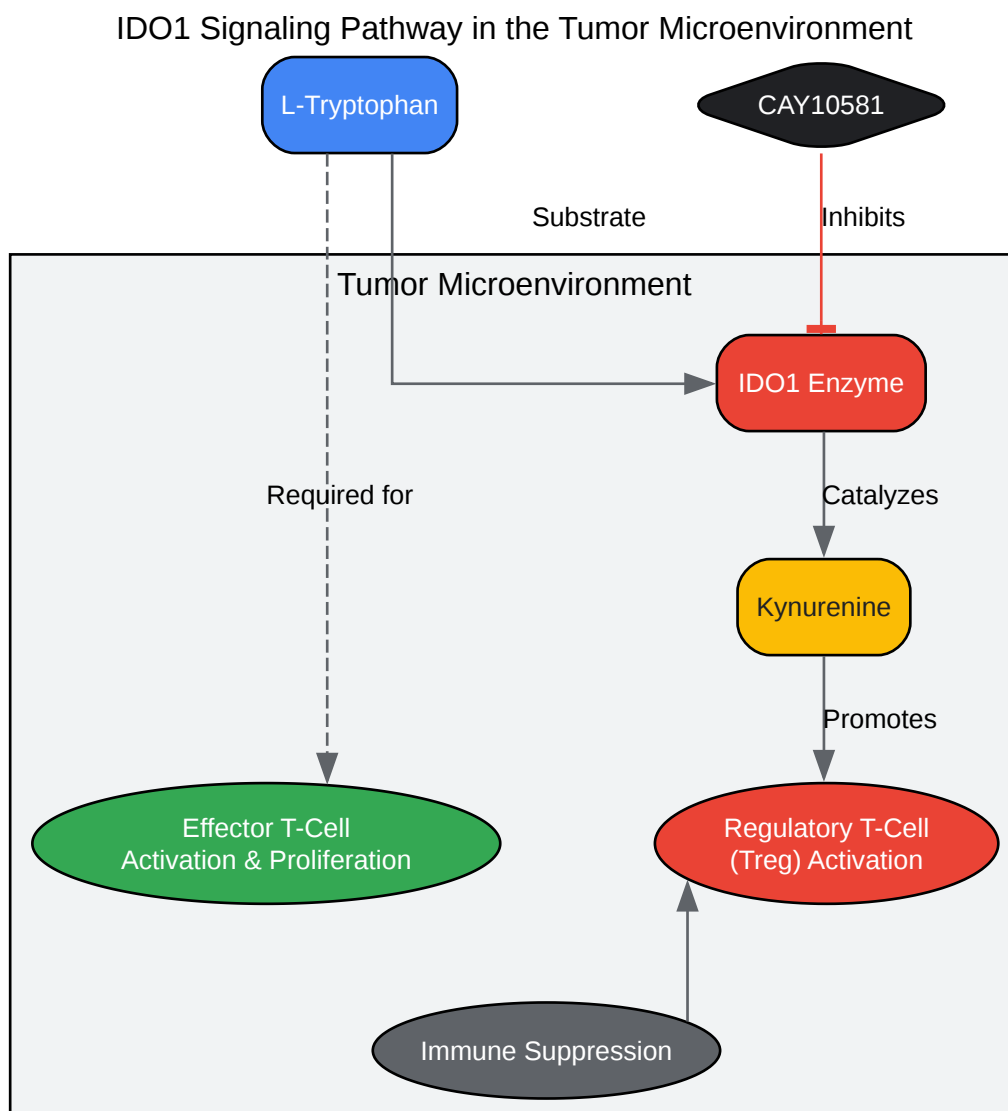 IDO1 Signaling Pathway in the Tumor Microenvironment
L-Tryptophan
CAY10581
Substrate
Inhibits
Tumor Microenvironment
IDO1 Enzyme
Required for
Catalyzes
Kynurenine
Promotes
Effector T-Cell
Activation & Proliferation
Regulatory T-Cell
(Treg) Activation
Immune Suppression